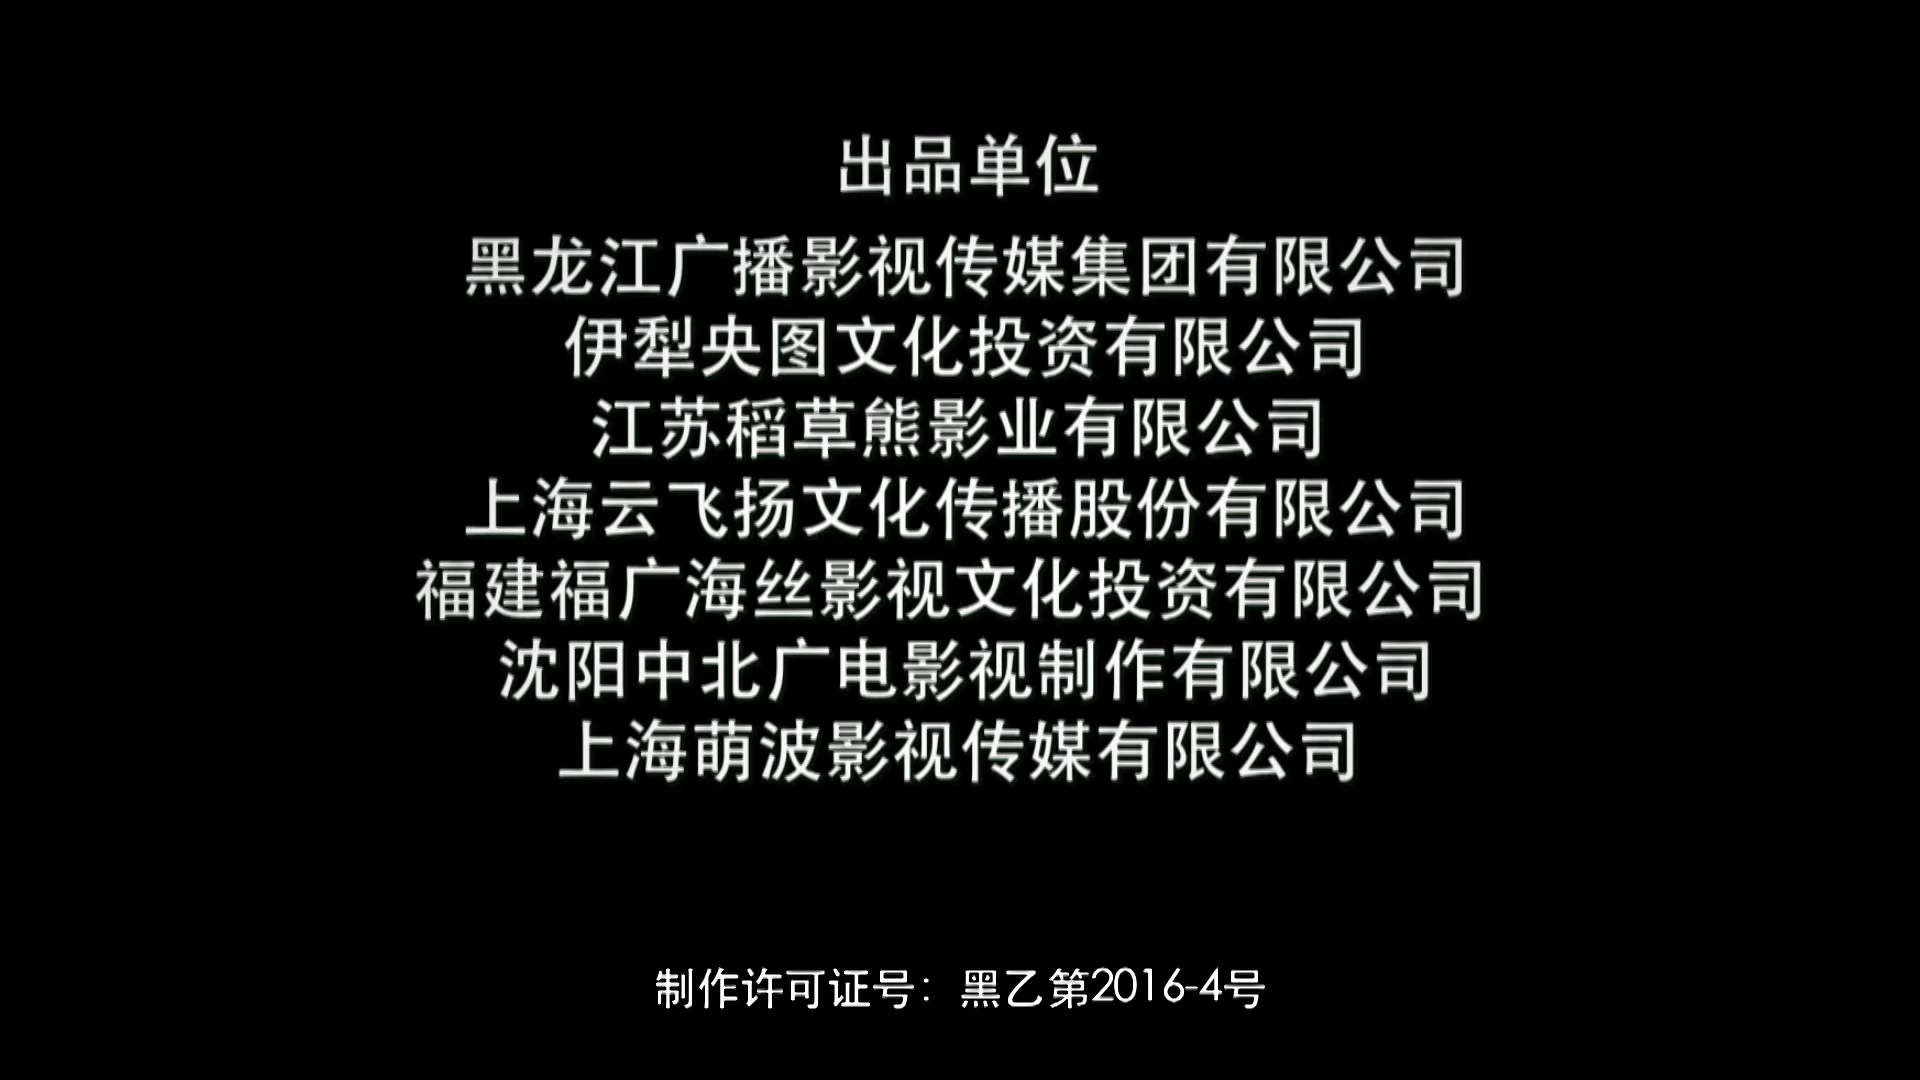 出品单位
黑龙江广播影视传媒集团有限公司
伊犁央图文化投资有限公司
江苏稻草熊影业有限公司
上海云飞扬文化传播股份有限公司
福建福广海丝影视文化投资有限公司
沈阳中北广电影视制作有限公司
上海萌波影视传媒有限公司
制作许可证号：黑乙第2016-4号